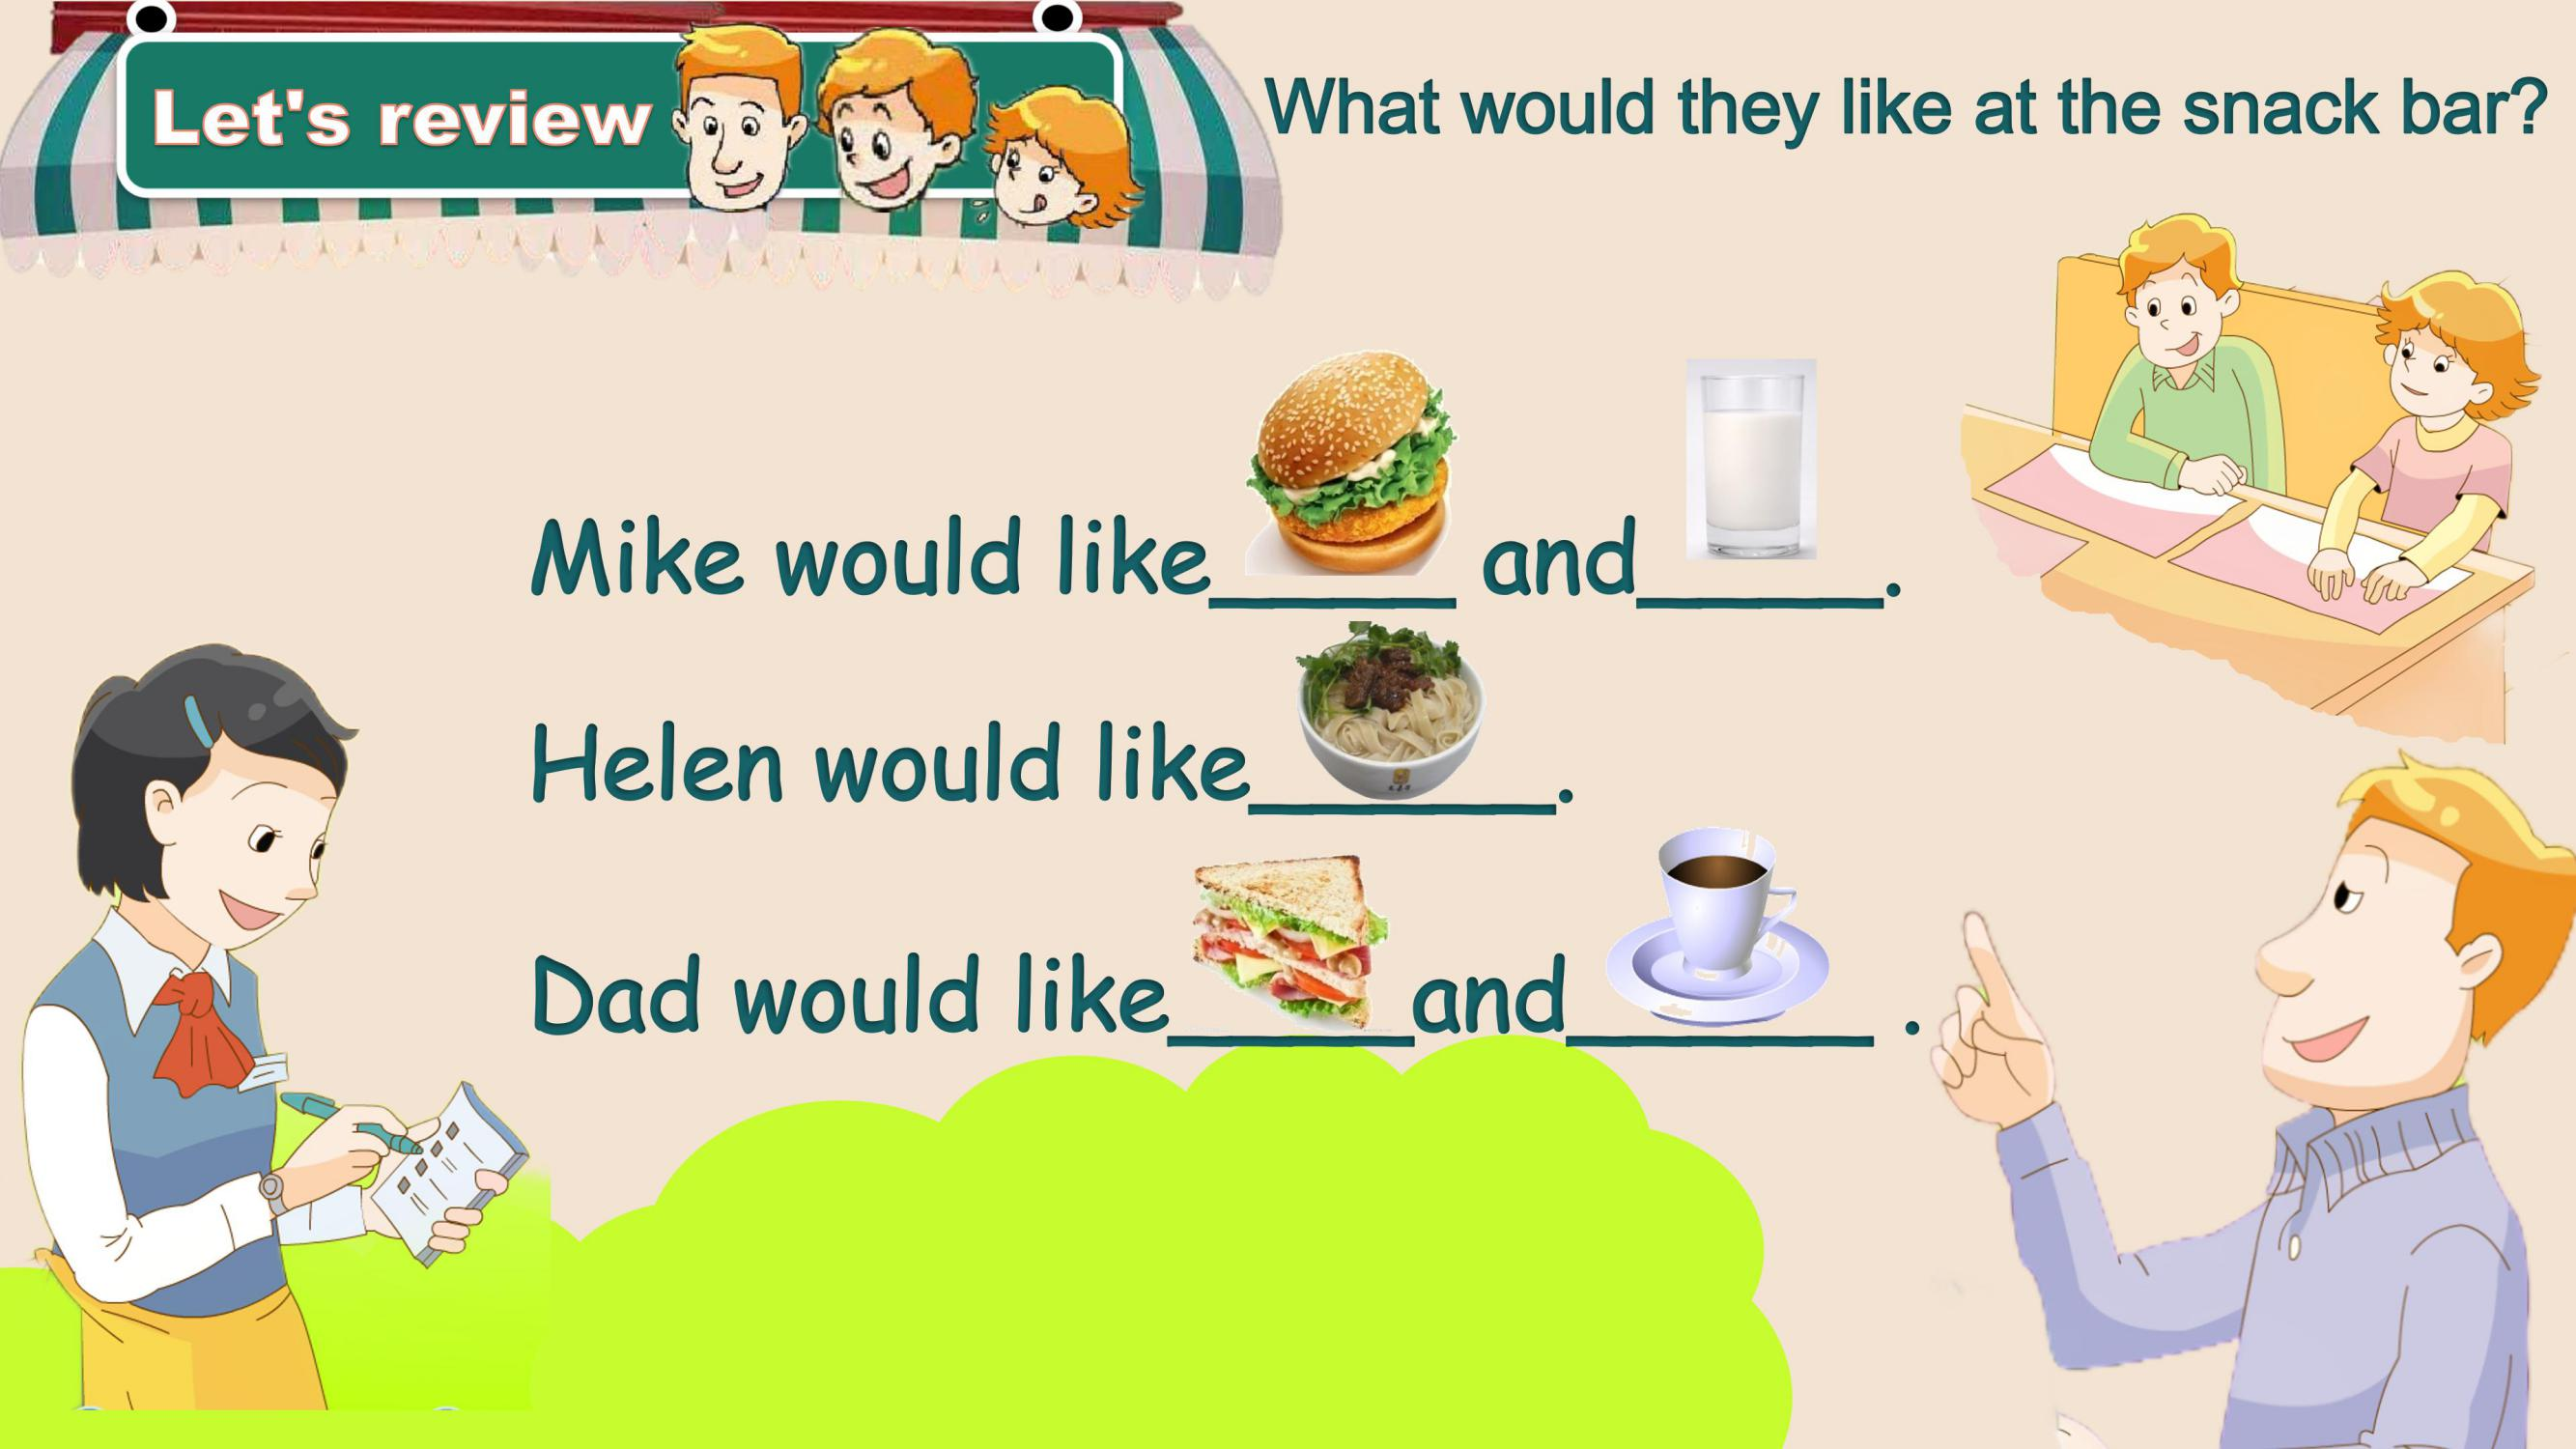 Let's review
What would they like at the snack bar?
Mike would like_____ and_____.
Helen would like______.
Dad would like_____and______ .